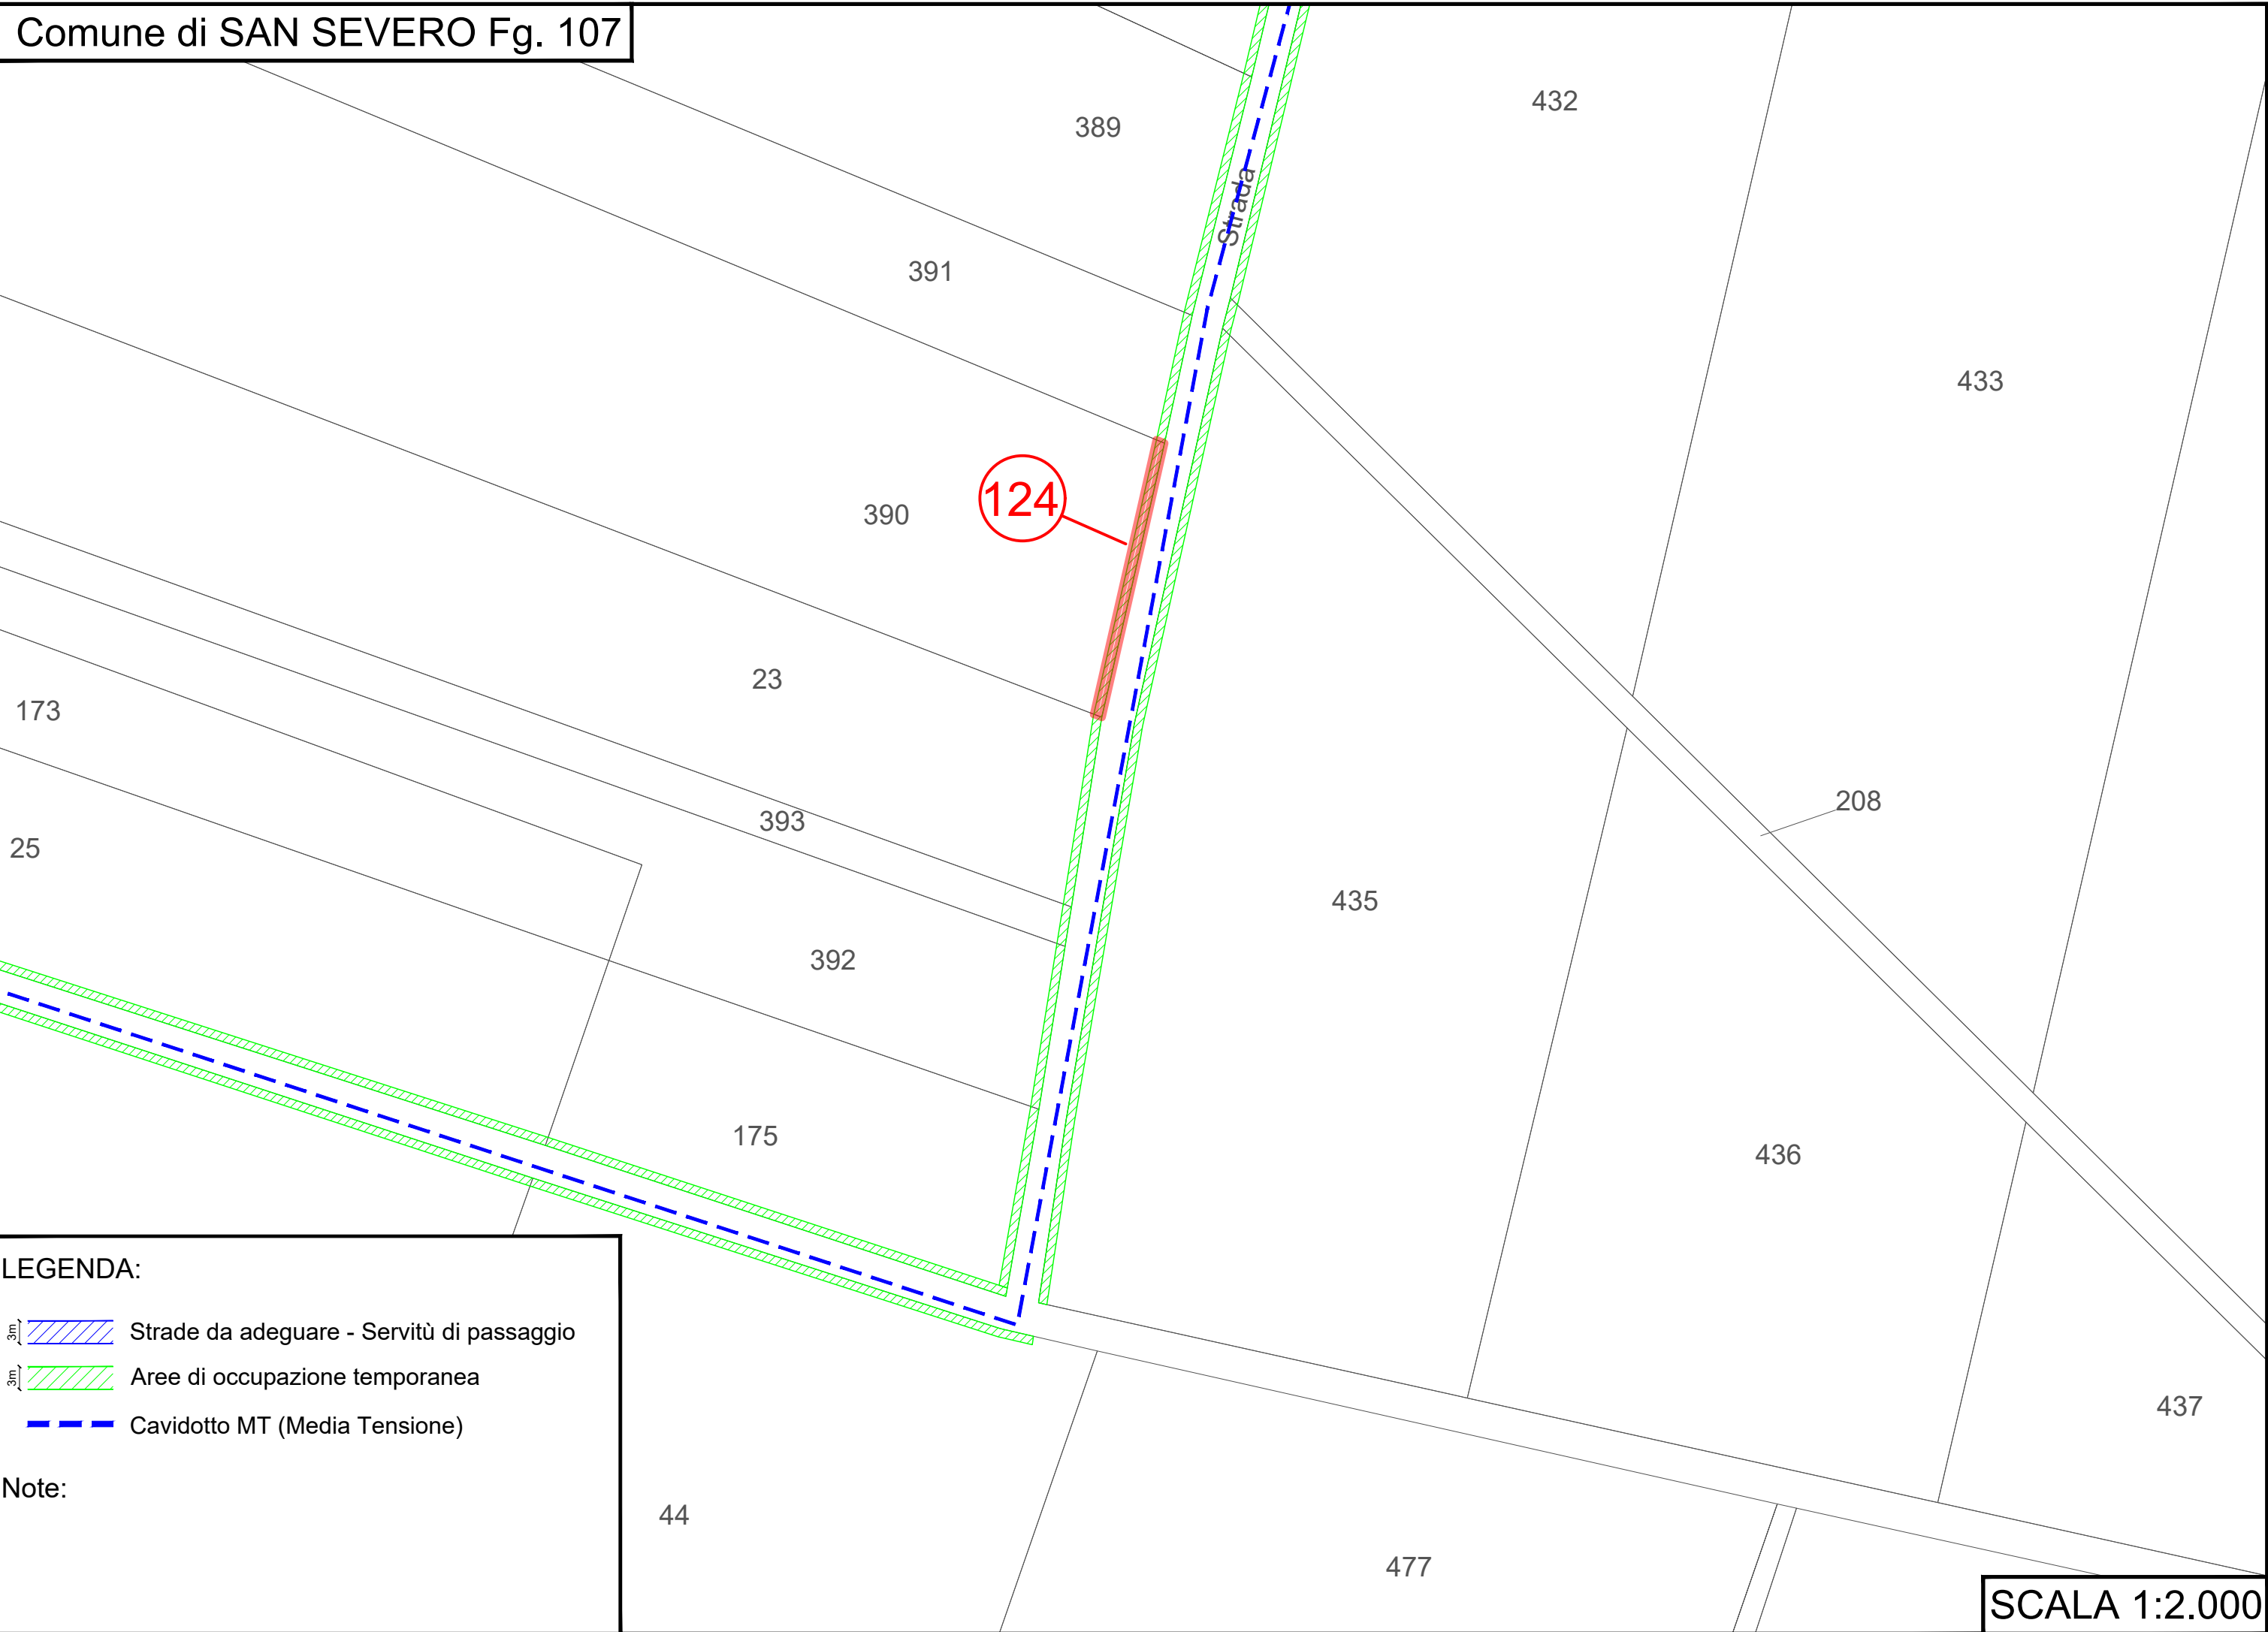 Comune di SAN SEVERO Fg. 107
432
389
Strada
391
433
124
390
23
173
208
393
25
435
392
175
436
437
44
477
LEGENDA:
3m
Strade da adeguare - Servitù di passaggio
3m
Aree di occupazione temporanea
Cavidotto MT (Media Tensione)
Note:
SCALA 1:2.000